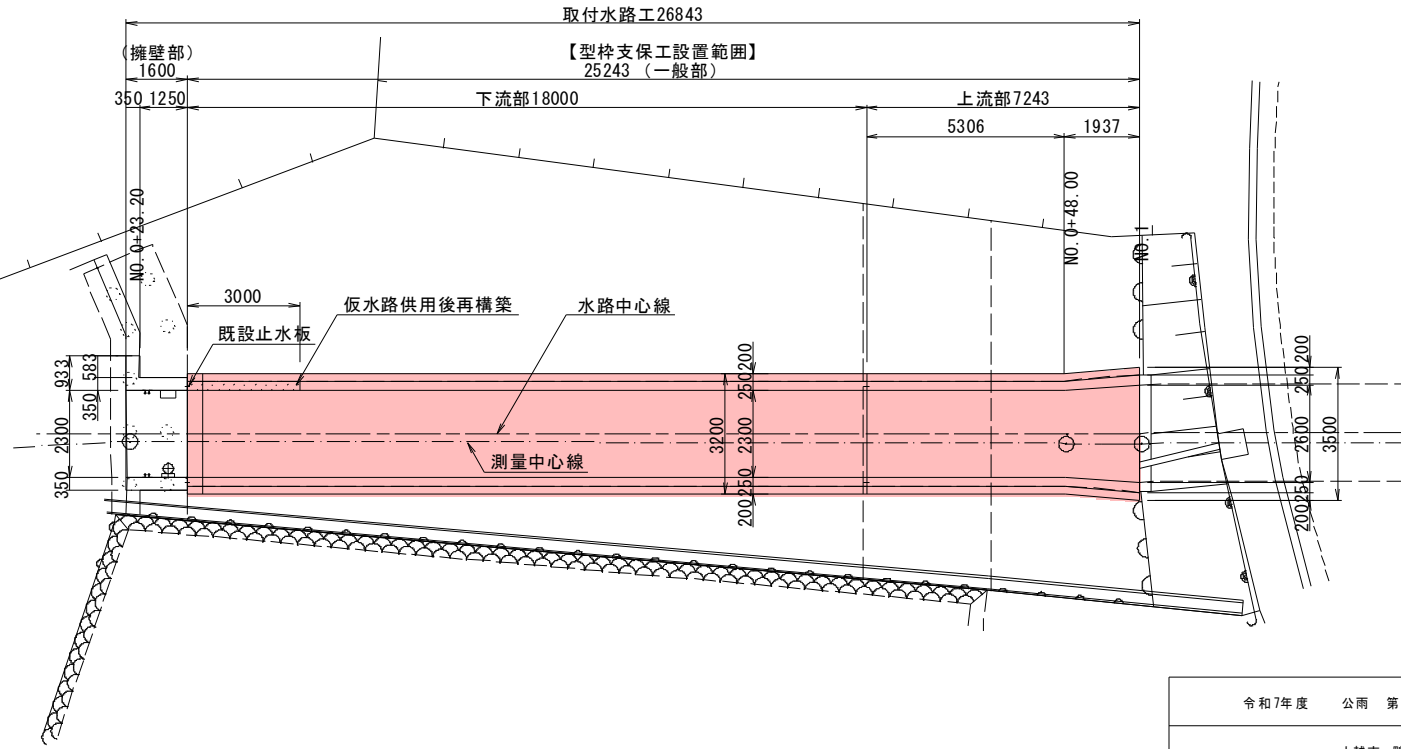 取付水路工26843
(擁壁部)
【型枠支保工設置範囲】
1600
25243 (一般部)
350 1250
下流部18000
上流部7243
5306
1937
NO.0+23.20
NO.0+48.00
NO.1
3000
仮水路供用後再構築
水路中心線
既設止水板
933
583
350
2300
350
200
250
3200
2300
250
200
測量中心線
200
250
2600
3500
250
200
令和7年度 公雨 第